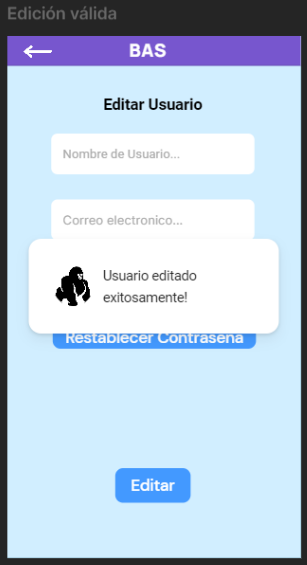 Edición válida
BAS
Editar Usuario
Nombre de Usuario...
Correo electronico...
Usuario editado
exitosamente!
Restablecer Contraseña
Editar